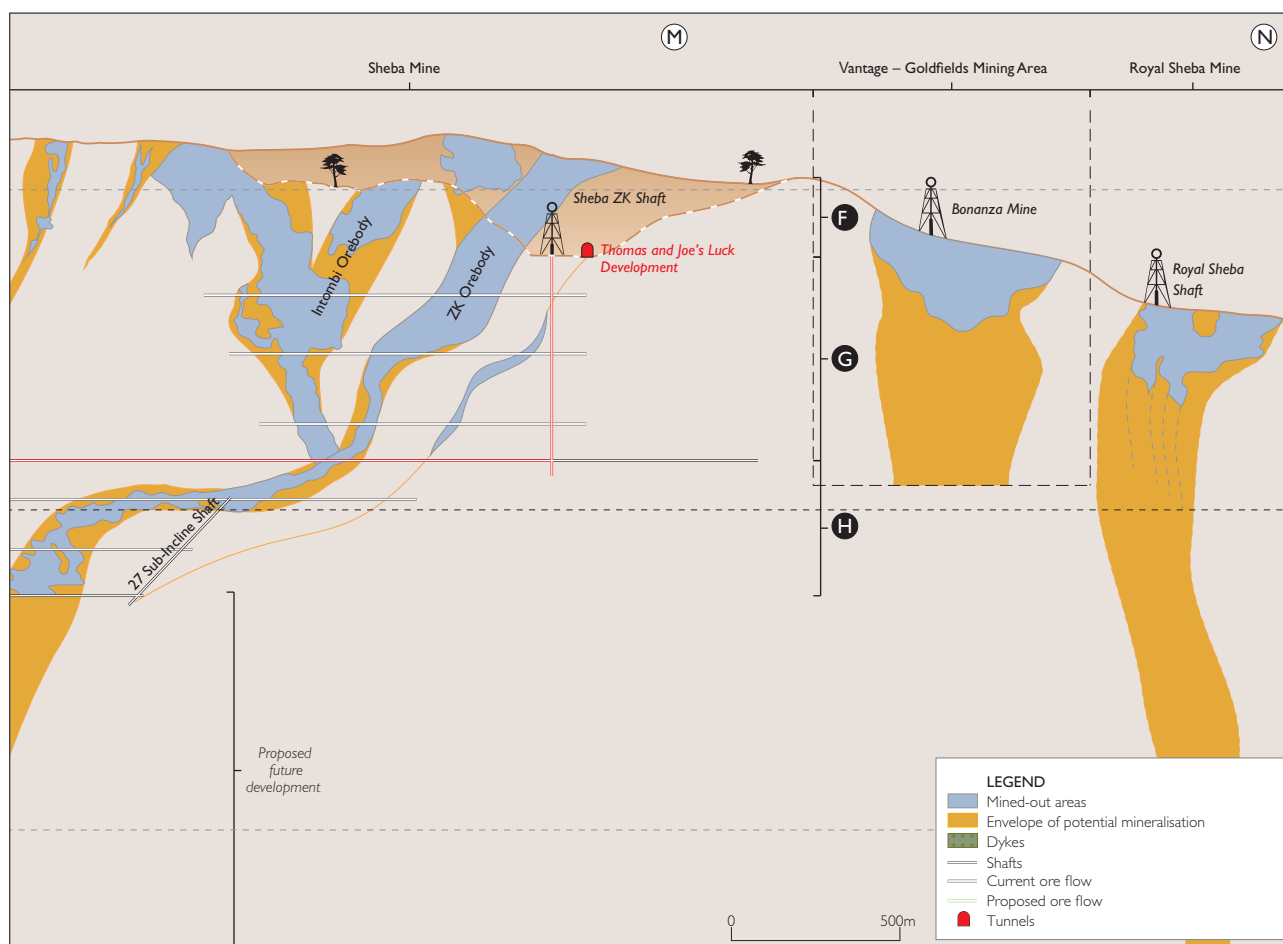 M
N
Sheba Mine
Vantage – Goldfields Mining Area
Royal Sheba Mine
Sheba ZK Shaft
Thomas and Joe's Luck
Development
Bonanza Mine
Royal Sheba
Shaft
Intombi Orebody
ZK Orebody
27 Sub-Incline Shaft
F
G
H
Proposed
future
development
LEGEND
Mined-out areas
Envelope of potential mineralisation
Dykes
Shafts
Current ore flow
Proposed ore flow
Tunnels
0 500m